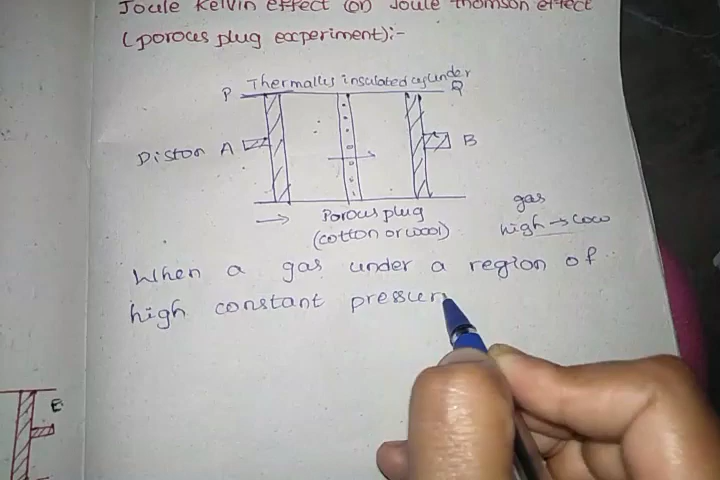 Joule Kelvin effect (or) Joule Thomson effect
(porous plug experiment):-
Thermally insulated cylinder
P
Q
Piston A
B
Porous plug
(cotton or wool)
gas
high → low
When a gas under a region of
high constant pressur
E